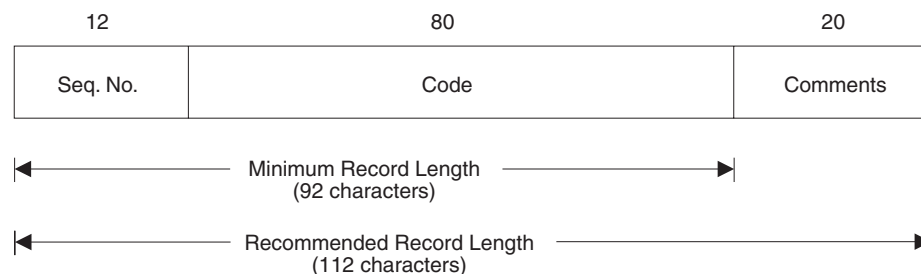 12 80 20
Seq. No. Code Comments
Minimum Record Length
(92 characters)
Recommended Record Length
(112 characters)